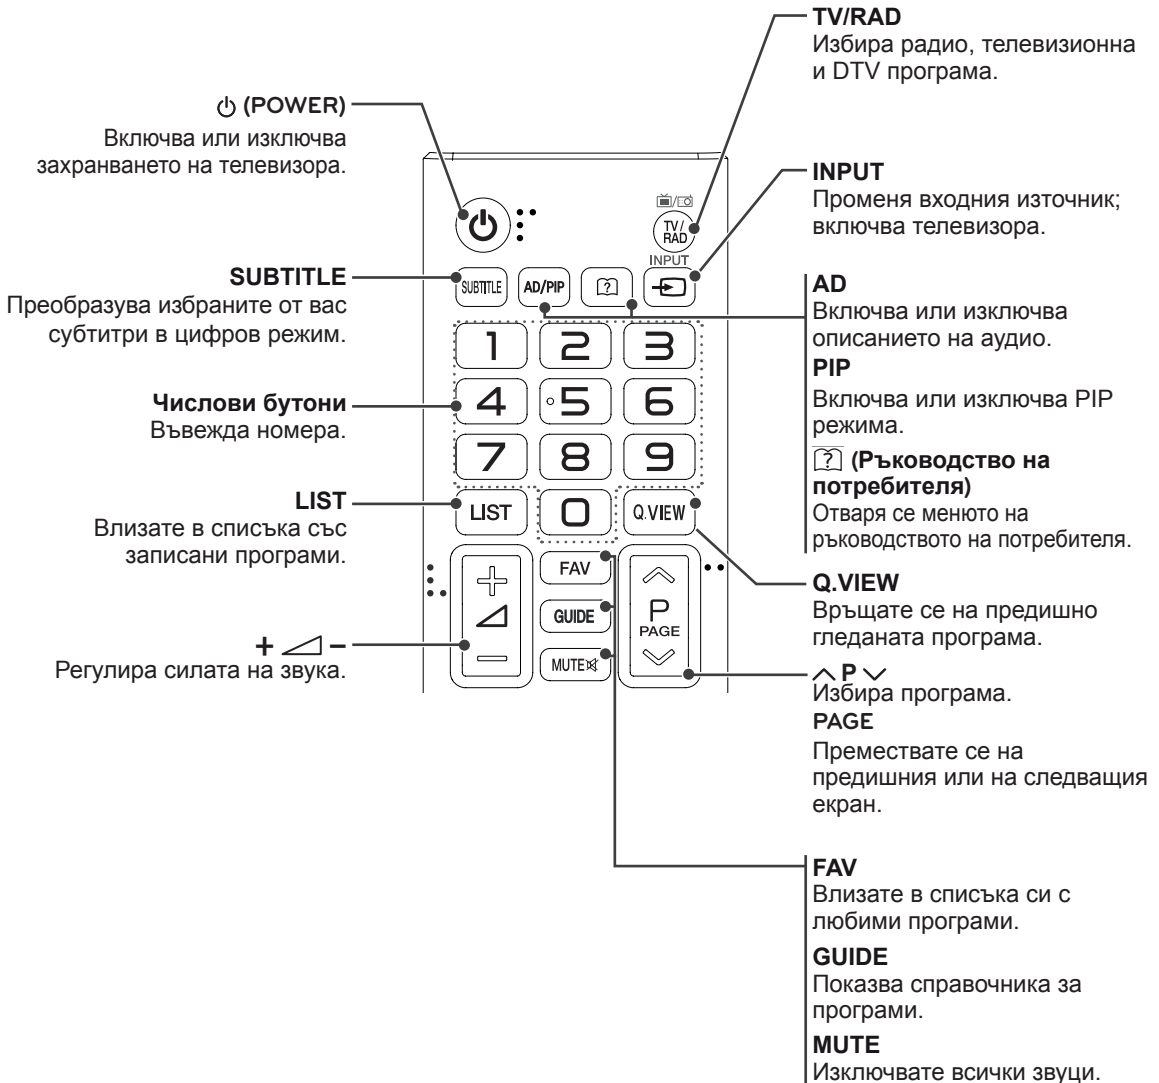 TV/RAD
Избира радио, телевизионна
и DTV програма.
(POWER)
Включва или изключва
захранването на телевизора.
INPUT
Променя входния източник;
включва телевизора.
SUBTITLE
Преобразува избраните от вас
субтитри в цифров режим.
AD
Включва или изключва
описанието на аудио.
PIP
Включва или изключва PIP
режима.
? (Ръководство на
потребителя)
Отваря се менюто на
ръководството на потребителя.
Числови бутони
Въвежда номера.
LIST
Влизате в списъка със
записани програми.
Q.VIEW
Връщате се на предишно
гледаната програма.
+ –
Регулира силата на звука.
P
Избира програма.
PAGE
Премествате се на
предишния или на следващия
екран.
FAV
Влизате в списъка си с
любими програми.
GUIDE
Показва справочника за
програми.
MUTE
Изключвате всички звуци.
TV/
RAD
INPUT
SUBTITLE AD/PIP ?
1 2 3
4 5 6
7 8 9
LIST 0 Q.VIEW
+ FAV
GUIDE P
PAGE
– MUTE